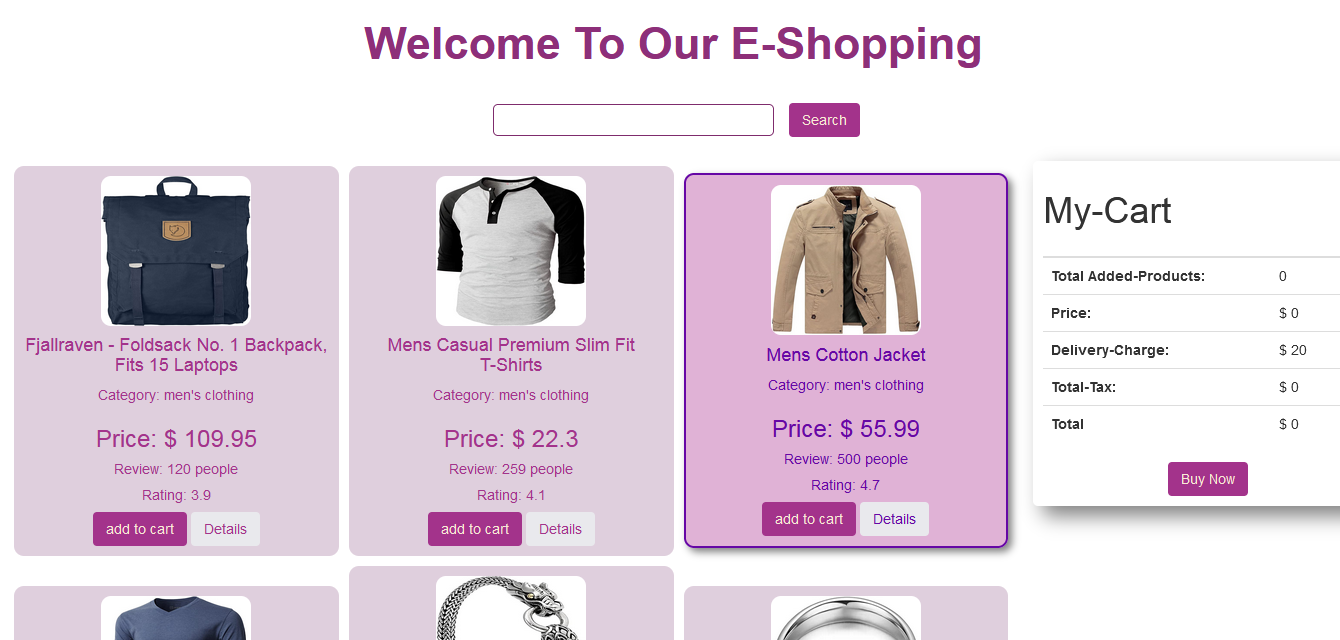 Welcome To Our E-Shopping
Search
Fjallraven - Foldsack No. 1 Backpack,
Fits 15 Laptops
Category: men's clothing
Price: $ 109.95
Review: 120 people
Rating: 3.9
add to cart Details
Mens Casual Premium Slim Fit
T-Shirts
Category: men's clothing
Price: $ 22.3
Review: 259 people
Rating: 4.1
add to cart Details
Mens Cotton Jacket
Category: men's clothing
Price: $ 55.99
Review: 500 people
Rating: 4.7
add to cart Details
My-Cart
Total Added-Products: 0
Price: $ 0
Delivery-Charge: $ 20
Total-Tax: $ 0
Total $ 0
Buy Now